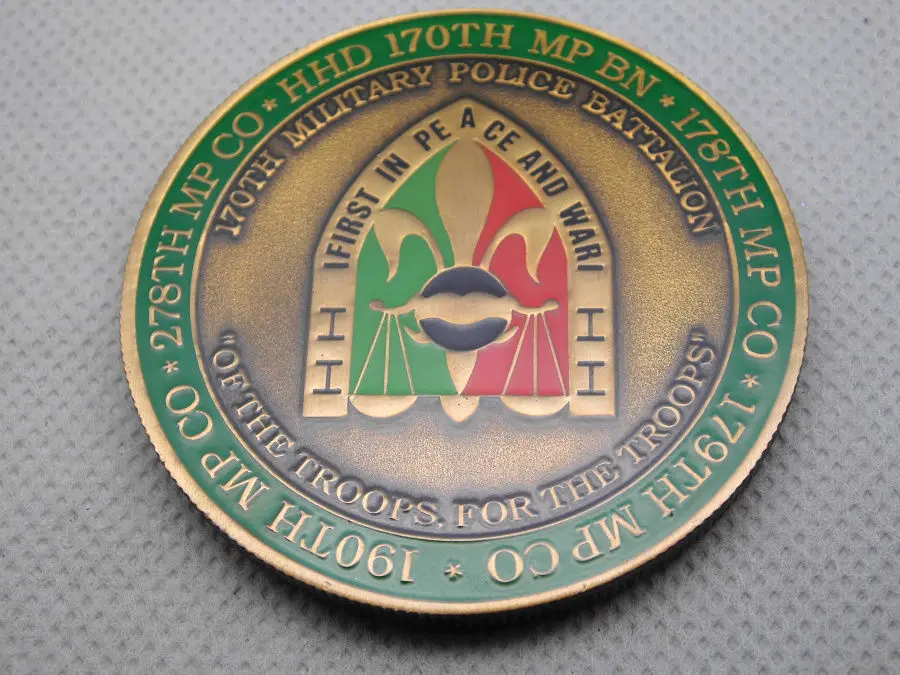 HHD 170TH MP BN * 178TH MP CO * 179TH MP CO * 190TH MP CO * 278TH MP CO *
170TH MILITARY POLICE BATTALION
FIRST IN PEACE AND WAR
"OF THE TROOPS, FOR THE TROOPS"